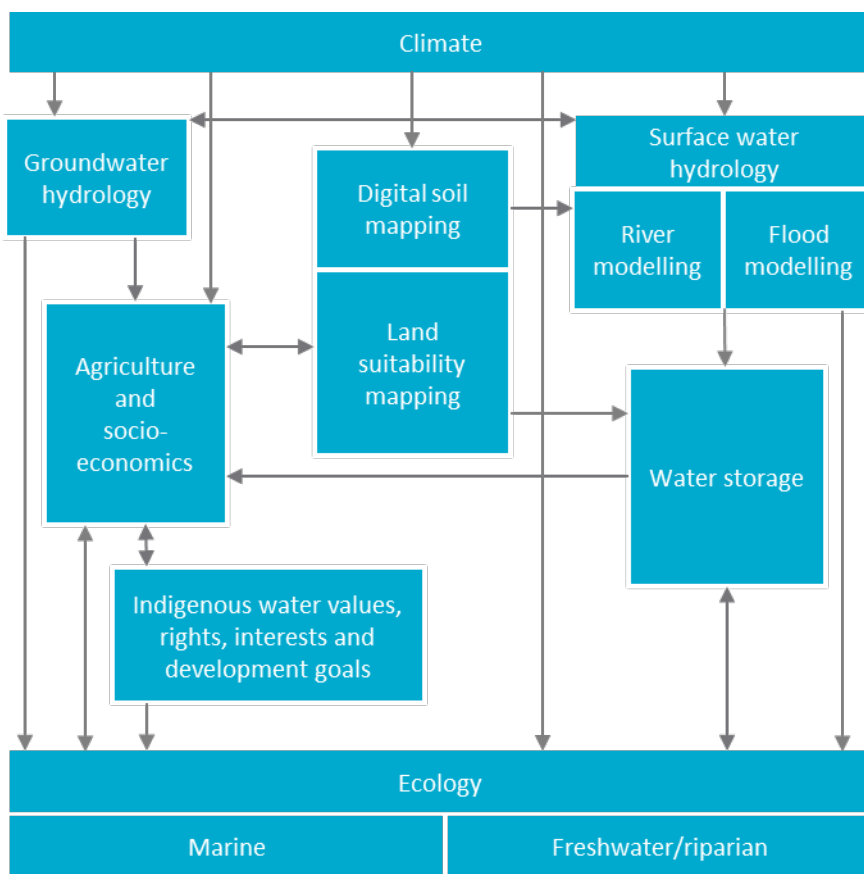 Climate
Groundwater
hydrology
Digital soil
mapping
Surface water
hydrology
River
modelling
Flood
modelling
Agriculture
and
socio-
economics
Land
suitability
mapping
Water storage
Indigenous water values,
rights, interests and
development goals
Ecology
Marine
Freshwater/riparian